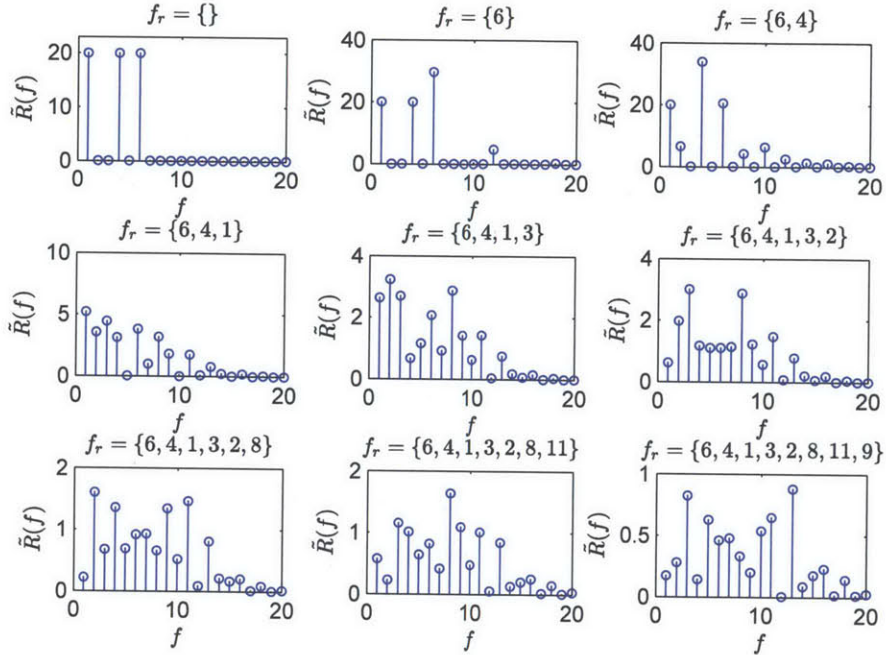 f_r = {} f_r = {6} f_r = {6, 4}
R̃(f) 20 10 0 0 10 20 f
R̃(f) 40 20 0 0 10 20 f
R̃(f) 40 20 0 0 10 20 f
f_r = {6, 4, 1} f_r = {6, 4, 1, 3} f_r = {6, 4, 1, 3, 2}
R̃(f) 10 5 0 0 10 20 f
R̃(f) 4 2 0 0 10 20 f
R̃(f) 4 2 0 0 10 20 f
f_r = {6, 4, 1, 3, 2, 8} f_r = {6, 4, 1, 3, 2, 8, 11} f_r = {6, 4, 1, 3, 2, 8, 11, 9}
R̃(f) 2 1 0 0 10 20 f
R̃(f) 2 1 0 0 10 20 f
R̃(f) 1 0.5 0 0 10 20 f